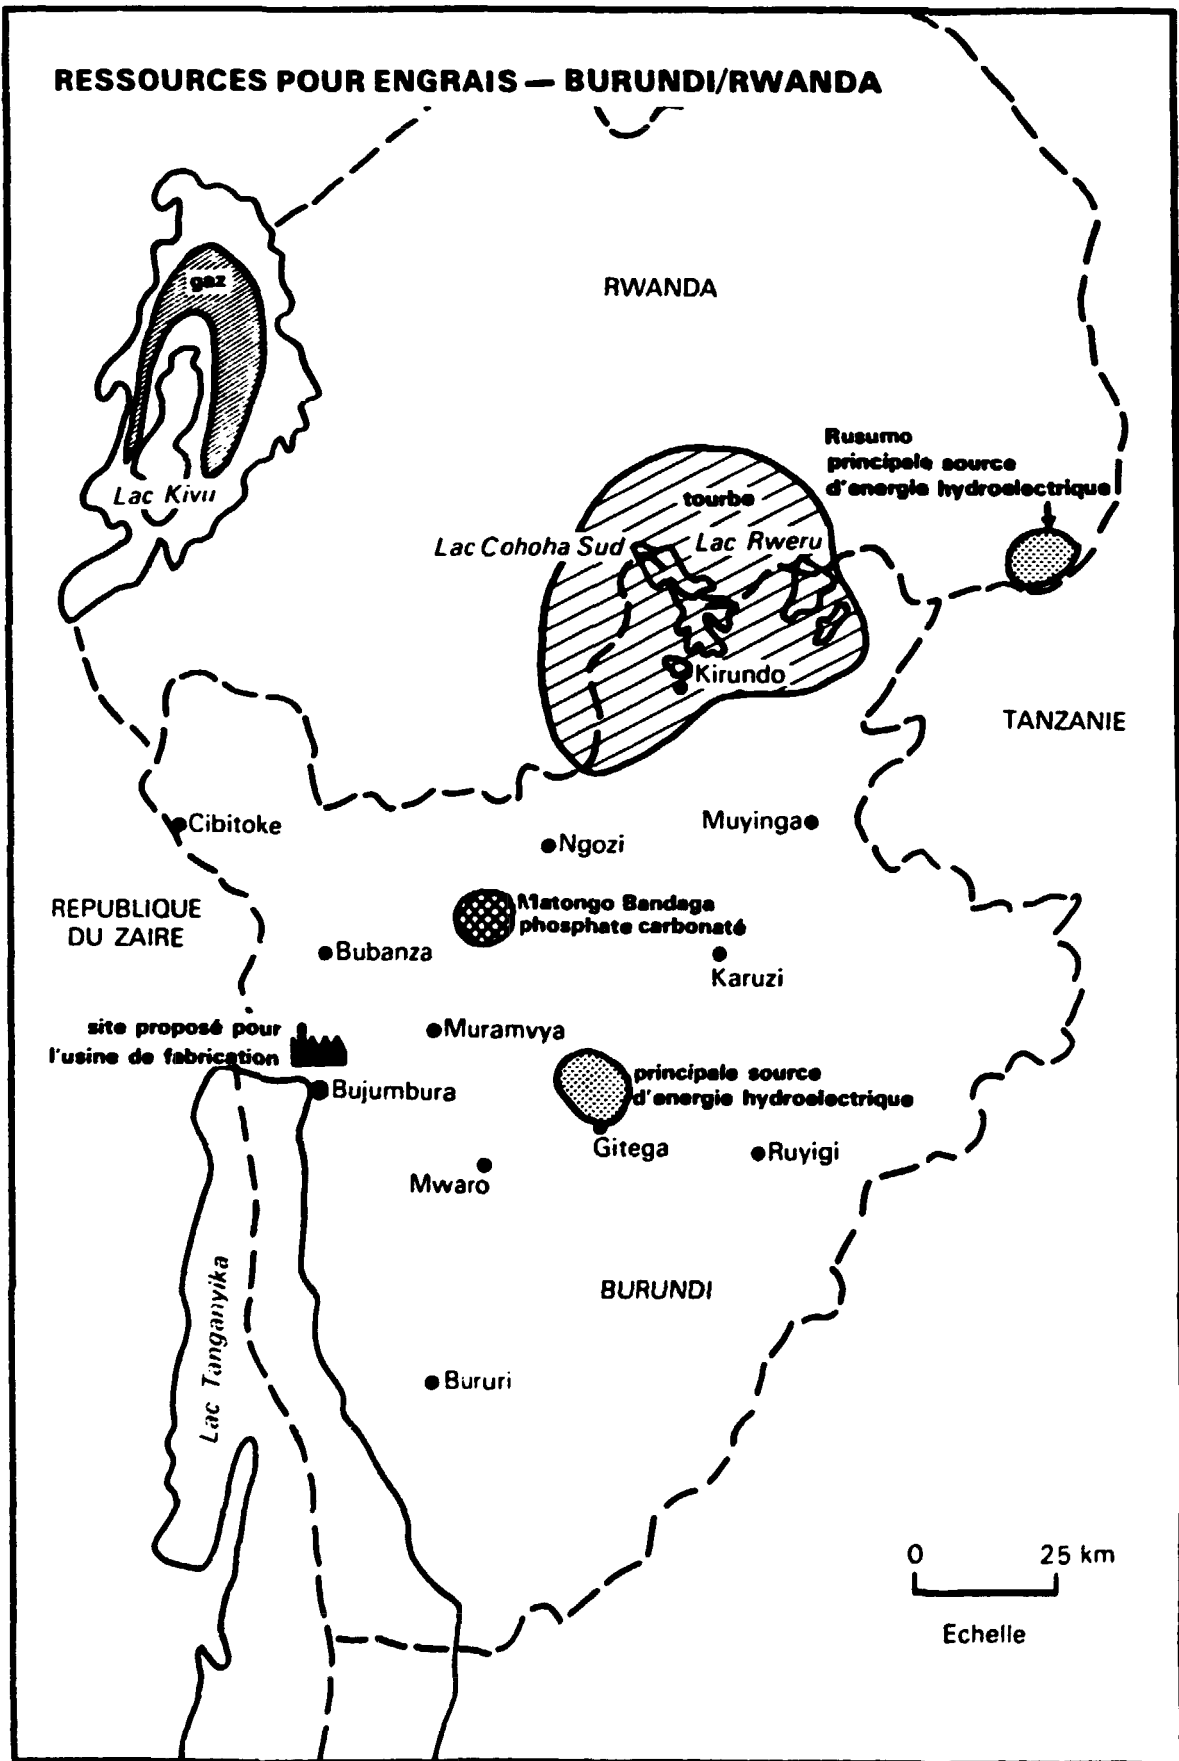 RESSOURCES POUR ENGRAIS — BURUNDI/RWANDA
gaz
RWANDA
Lac Kivu
Rusumo
principale source
d'energie hydroelectrique
tourbe
Lac Cohoha Sud
Lac Rweru
Kirundo
TANZANIE
Cibitoke
Ngozi
Muyinga
REPUBLIQUE
DU ZAIRE
Matongo Bandaga
phosphate carbonaté
Bubanza
Karuzi
site proposé pour
l'usine de fabrication
Muramvya
Bujumbura
principale source
d'energie hydroelectrique
Gitega
Ruyigi
Mwaro
Lac Tanganyika
BURUNDI
Bururi
0 25 km
Echelle